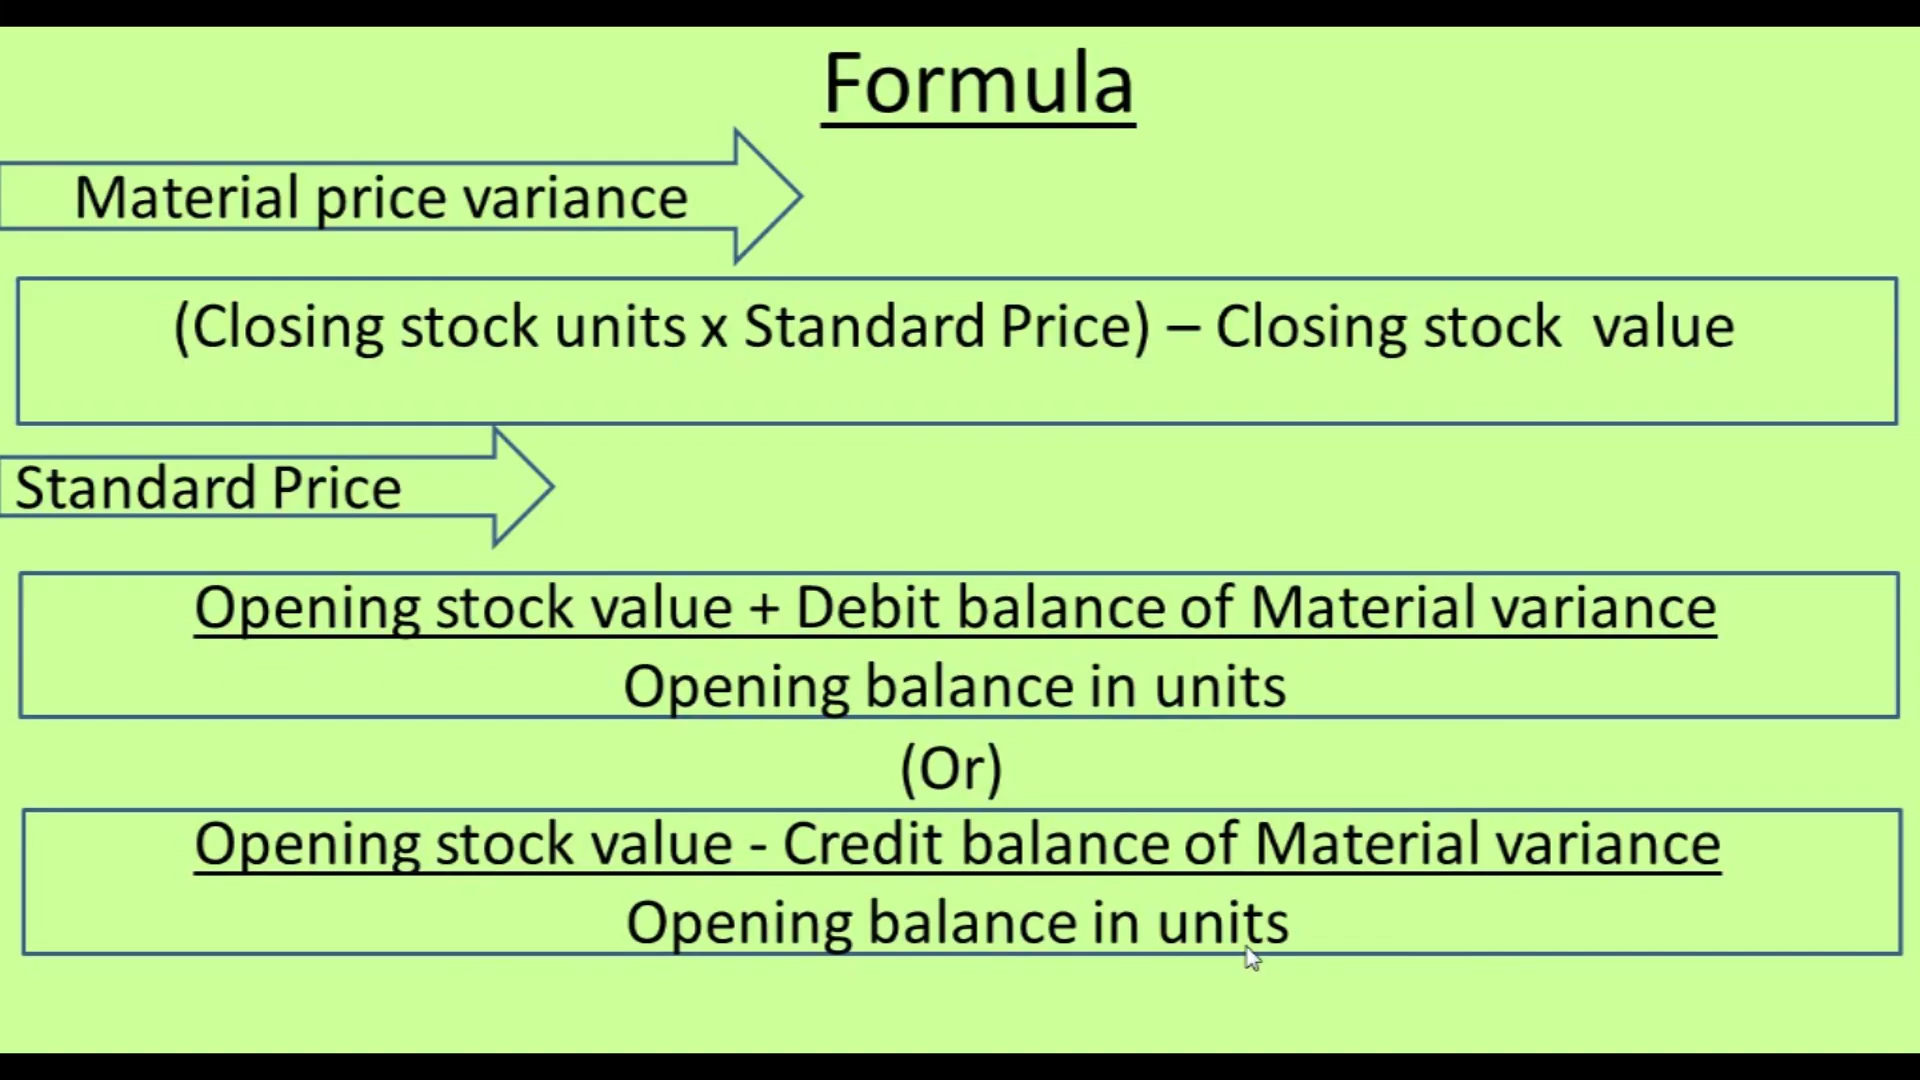 Formula
Material price variance
(Closing stock units x Standard Price) – Closing stock value
Standard Price
Opening stock value + Debit balance of Material variance
Opening balance in units
(Or)
Opening stock value - Credit balance of Material variance
Opening balance in units